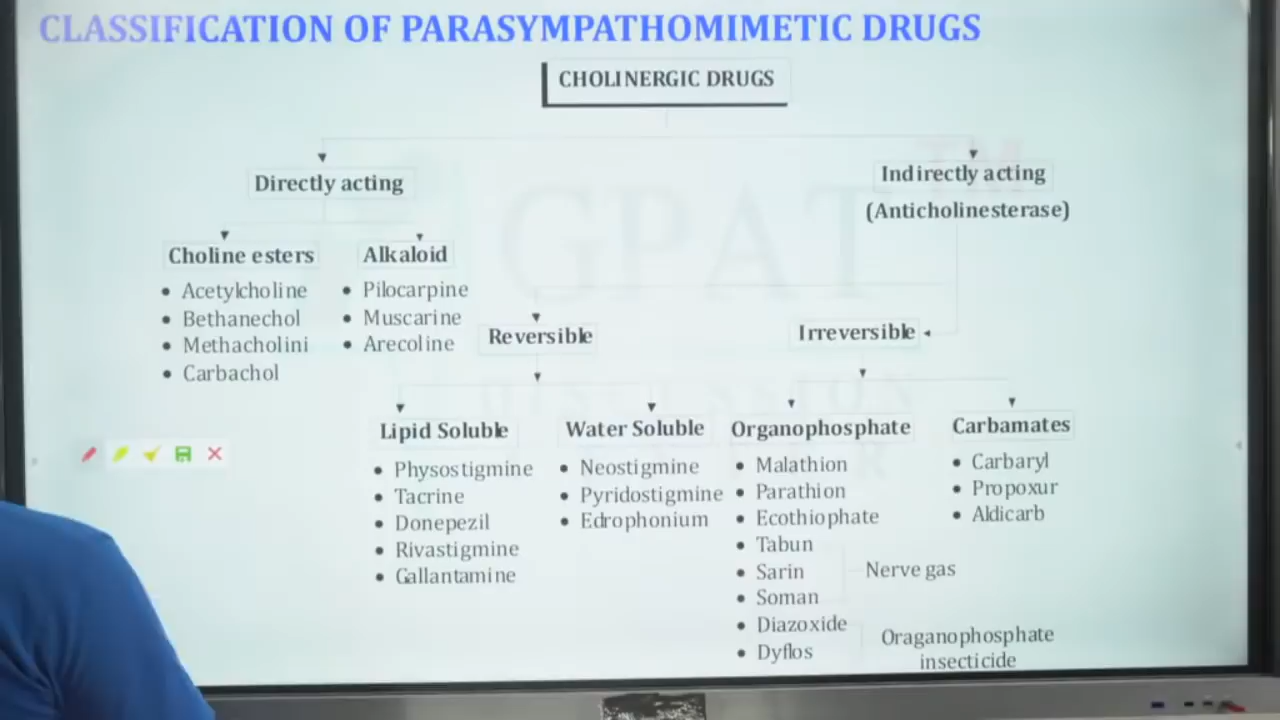 CLASSIFICATION OF PARASYMPATHOMIMETIC DRUGS
CHOLINERGIC DRUGS
Directly acting
Indirectly acting
(Anticholinesterase)
Choline esters
• Acetylcholine
• Bethanechol
• Methacholini
• Carbachol
Alkaloid
• Pilocarpine
• Muscarine
• Arecoline
Reversible
Irreversible
Lipid Soluble
• Physostigmine
• Tacrine
• Donepezil
• Rivastigmine
• Gallantamine
Water Soluble
• Neostigmine
• Pyridostigmine
• Edrophonium
Organophosphate
• Malathion
• Parathion
• Ecothiophate
• Tabun
• Sarin
• Soman
• Diazoxide
• Dyflos
Nerve gas
Oraganophosphate
insecticide
Carbamates
• Carbaryl
• Propoxur
• Aldicarb
GPAT
TM